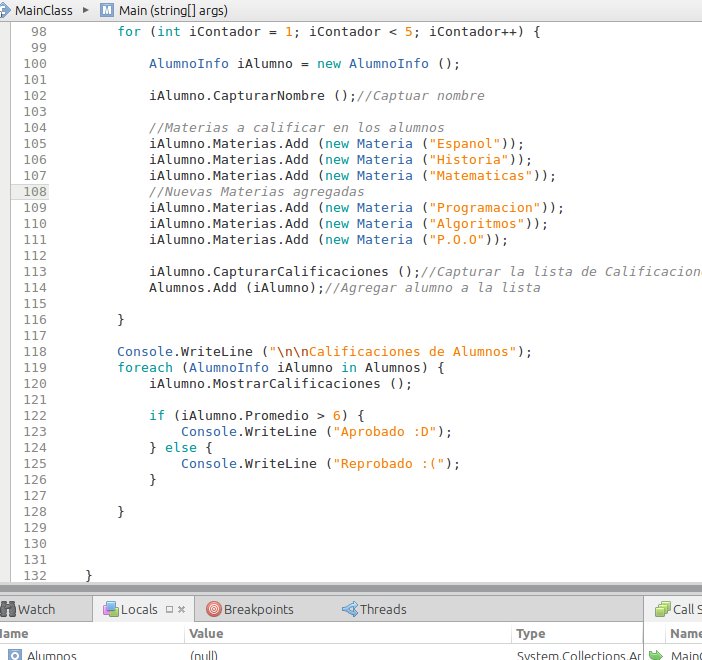 MainClass ▸ M Main (string[] args)
98 for (int iContador = 1; iContador < 5; iContador++) {
99
100 AlumnoInfo iAlumno = new AlumnoInfo ();
101
102 iAlumno.CapturarNombre ();//Captuar nombre
103
104 //Materias a calificar en los alumnos
105 iAlumno.Materias.Add (new Materia ("Espanol"));
106 iAlumno.Materias.Add (new Materia ("Historia"));
107 iAlumno.Materias.Add (new Materia ("Matematicas"));
108 //Nuevas Materias agregadas
109 iAlumno.Materias.Add (new Materia ("Programacion"));
110 iAlumno.Materias.Add (new Materia ("Algoritmos"));
111 iAlumno.Materias.Add (new Materia ("P.O.O"));
112
113 iAlumno.CapturarCalificaciones ();//Capturar la lista de Calificacion
114 Alumnos.Add (iAlumno);//Agregar alumno a la lista
115
116 }
117
118 Console.WriteLine ("\n\nCalificaciones de Alumnos");
119 foreach (AlumnoInfo iAlumno in Alumnos) {
120 iAlumno.MostrarCalificaciones ();
121
122 if (iAlumno.Promedio > 6) {
123 Console.WriteLine ("Aprobado :D");
124 } else {
125 Console.WriteLine ("Reprobado :(");
126 }
127
128 }
129
130
131
132 }
Watch Locals Breakpoints Threads Call S
Name Value Type Name
Alumnos (null) System.Collections.Ar MainC